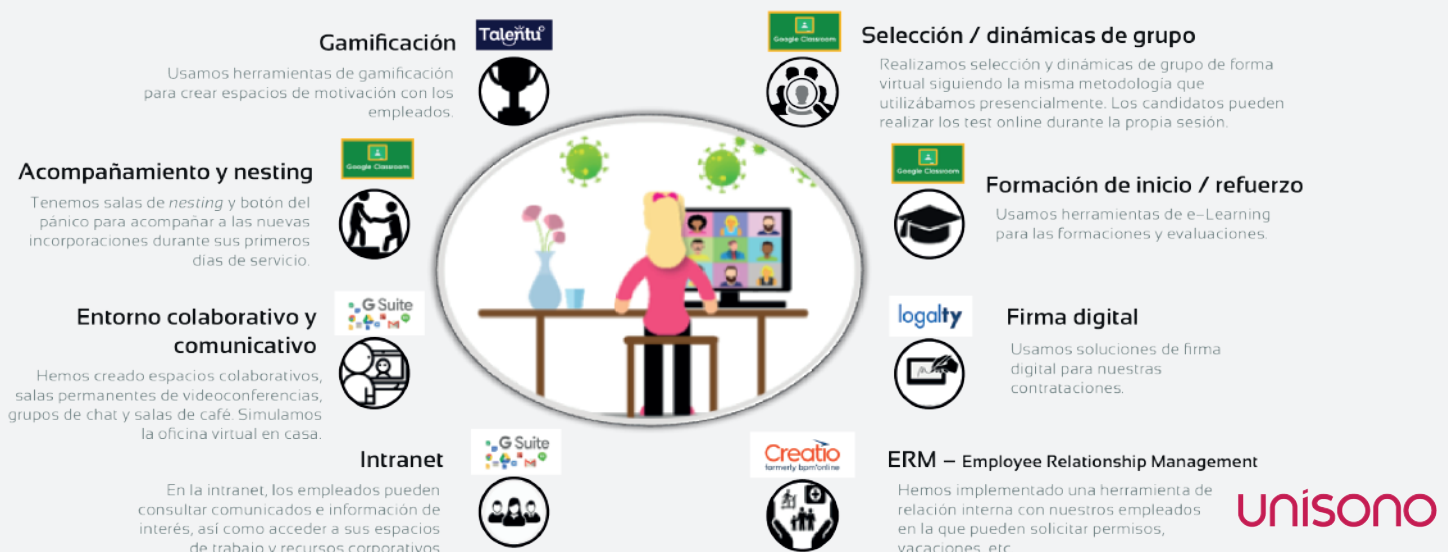 Gamificación
Talentu
Usamos herramientas de gamificación
para crear espacios de motivación con los
empleados.
Acompañamiento y nesting
Google Classroom
Tenemos salas de nesting y botón del
pánico para acompañar a las nuevas
incorporaciones durante sus primeros
días de servicio.
Entorno colaborativo y
comunicativo
G Suite
Hemos creado espacios colaborativos,
salas permanentes de videoconferencias,
grupos de chat y salas de café. Simulamos
la oficina virtual en casa.
Intranet
G Suite
En la intranet, los empleados pueden
consultar comunicados e información de
interés, así como acceder a sus espacios
de trabajo y recursos corporativos
Google Classroom
Selección / dinámicas de grupo
Realizamos selección y dinámicas de grupo de forma
virtual siguiendo la misma metodología que
utilizábamos presencialmente. Los candidatos pueden
realizar los test online durante la propia sesión.
Google Classroom
Formación de inicio / refuerzo
Usamos herramientas de e-Learning
para las formaciones y evaluaciones.
logalty
Firma digital
Usamos soluciones de firma
digital para nuestras
contrataciones.
Creatio
formerly bpm'online
ERM – Employee Relationship Management
Hemos implementado una herramienta de
relación interna con nuestros empleados
en la que pueden solicitar permisos,
vacaciones, etc
unísono